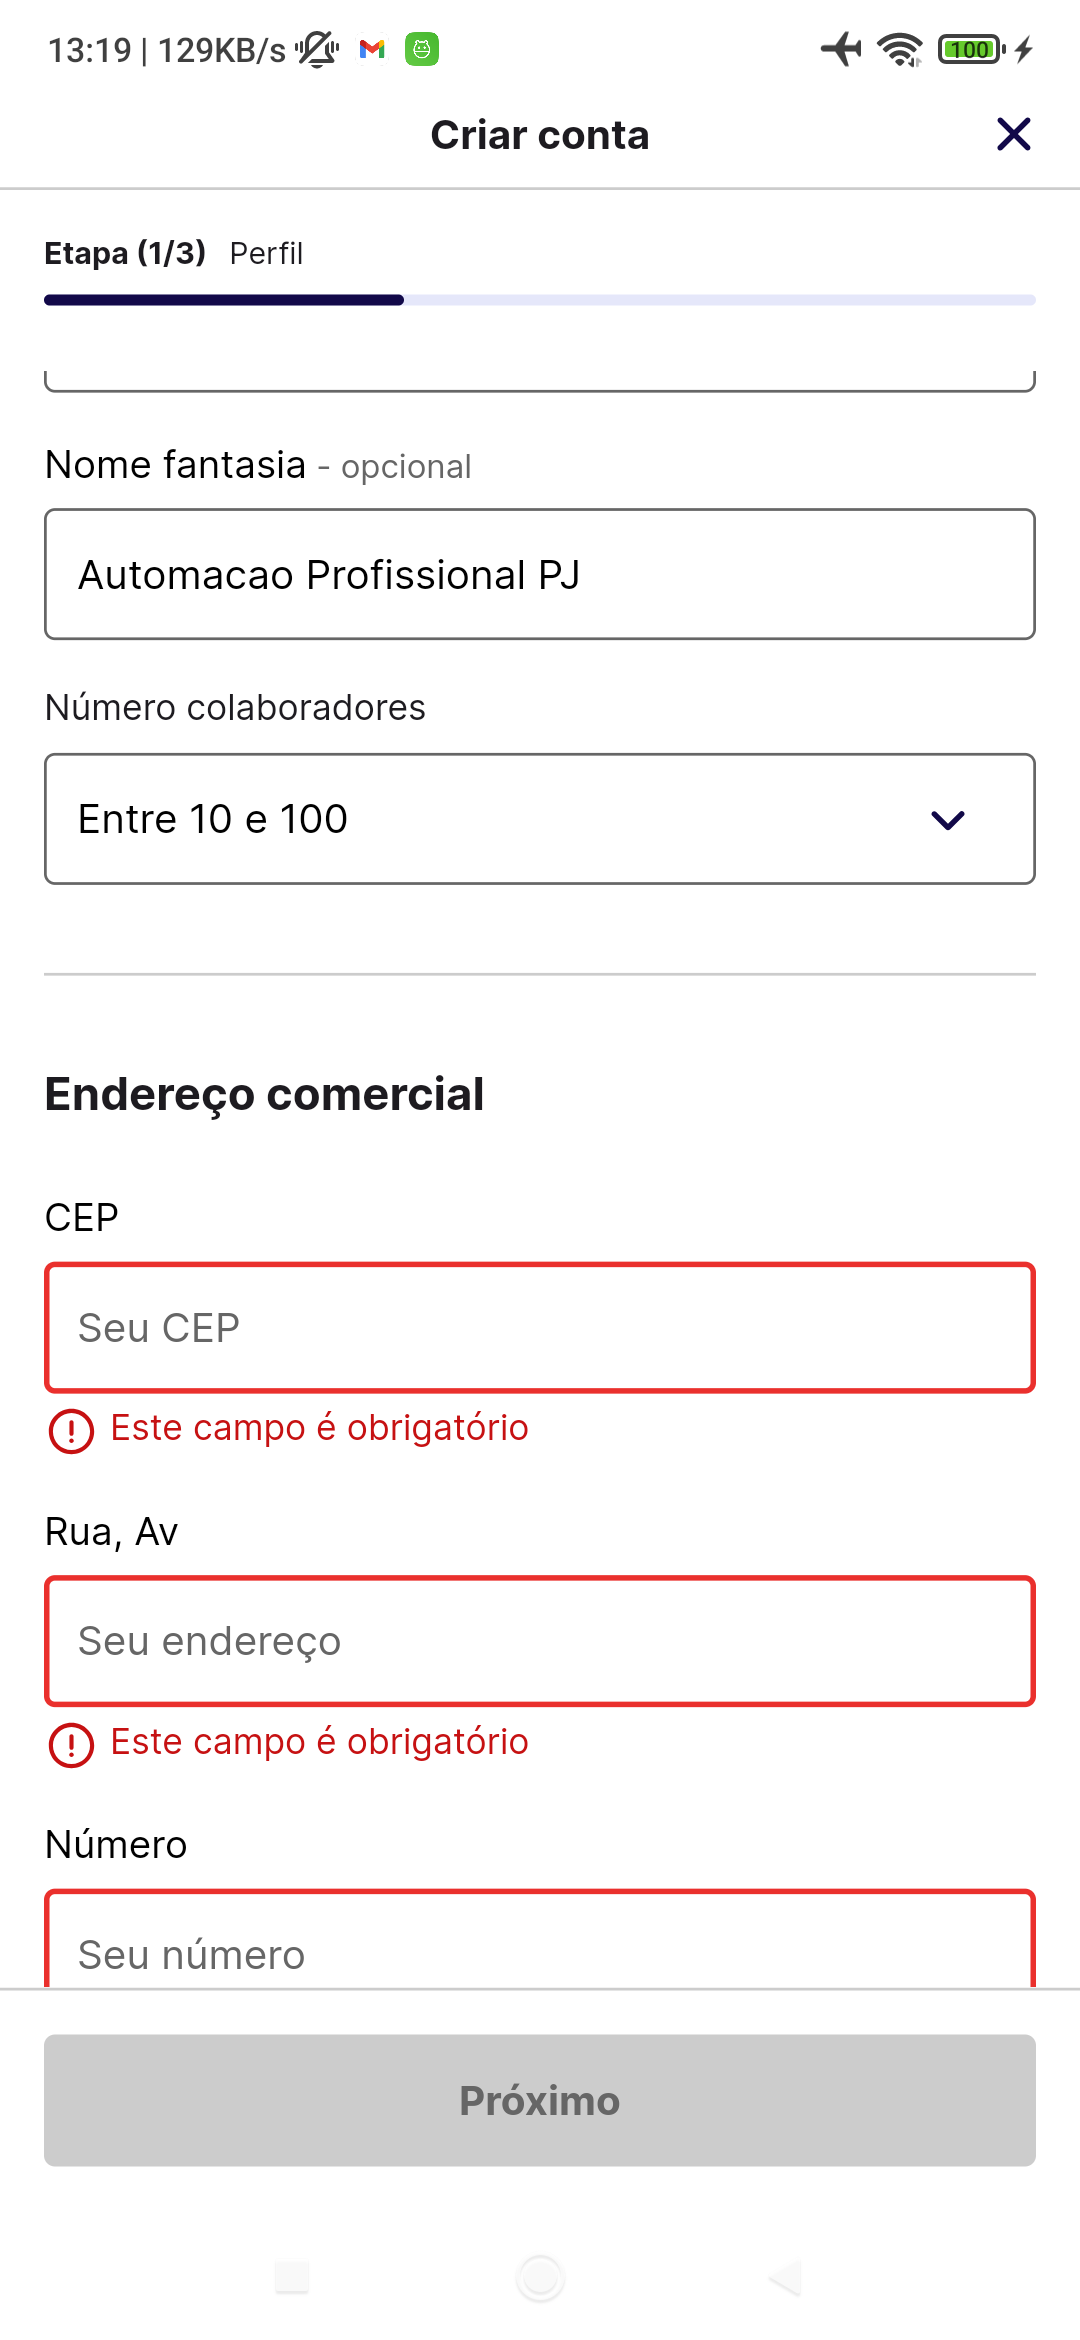 13:19 | 129KB/s
100
Criar conta
Etapa (1/3) Perfil
Nome fantasia - opcional
Automacao Profissional PJ
Número colaboradores
Entre 10 e 100
Endereço comercial
CEP
Seu CEP
Este campo é obrigatório
Rua, Av
Seu endereço
Este campo é obrigatório
Número
Seu número
Próximo